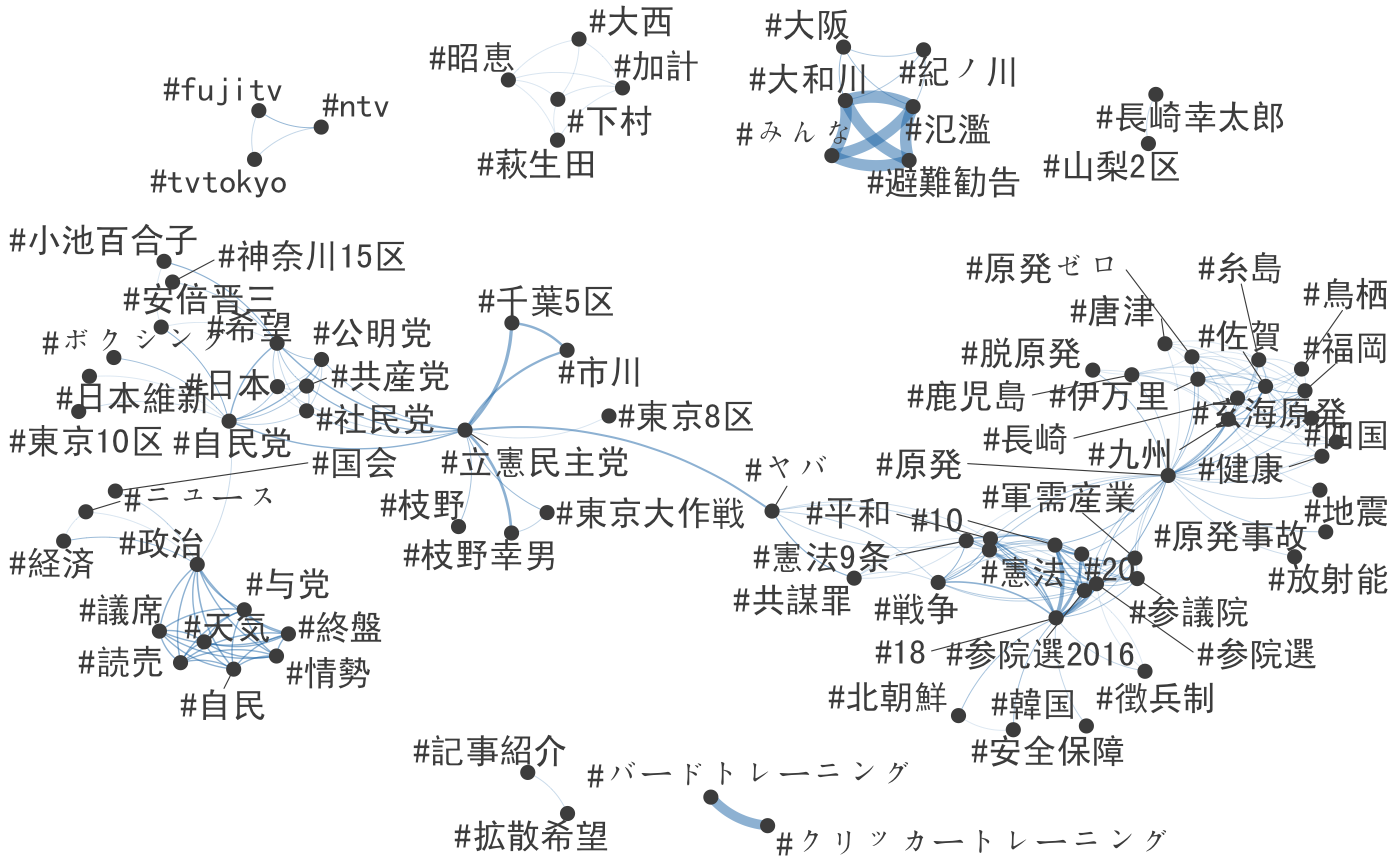 #大西
#昭恵
#加計
#下村
#萩生田
#fujitv
#ntv
#tvtokyo
#大阪
#大和川
#紀ノ川
#みんな
#氾濫
#避難勧告
#長崎幸太郎
#山梨2区
#小池百合子
#神奈川15区
#安倍晋三
#希望
#公明党
#ボクシング
#日本
#共産党
#日本維新
#社民党
#東京10区
#自民党
#国会
#ニュース
#経済
#政治
#与党
#議席
#天気
#終盤
#読売
#情勢
#自民
#千葉5区
#市川
#東京8区
#立憲民主党
#枝野
#東京大作戦
#枝野幸男
#ヤバ
#原発ゼロ
#糸島
#鳥栖
#唐津
#佐賀
#福岡
#脱原発
#鹿児島
#伊万里
#玄海原発
#四国
#長崎
#九州
#健康
#原発
#軍需産業
#地震
#平和
#10
#原発事故
#放射能
#憲法9条
#憲法
#20
#共謀罪
#戦争
#参議院
#18
#参院選2016
#参院選
#北朝鮮
#韓国
#徴兵制
#安全保障
#記事紹介
#拡散希望
#バードトレーニング
#クリッカートレーニング